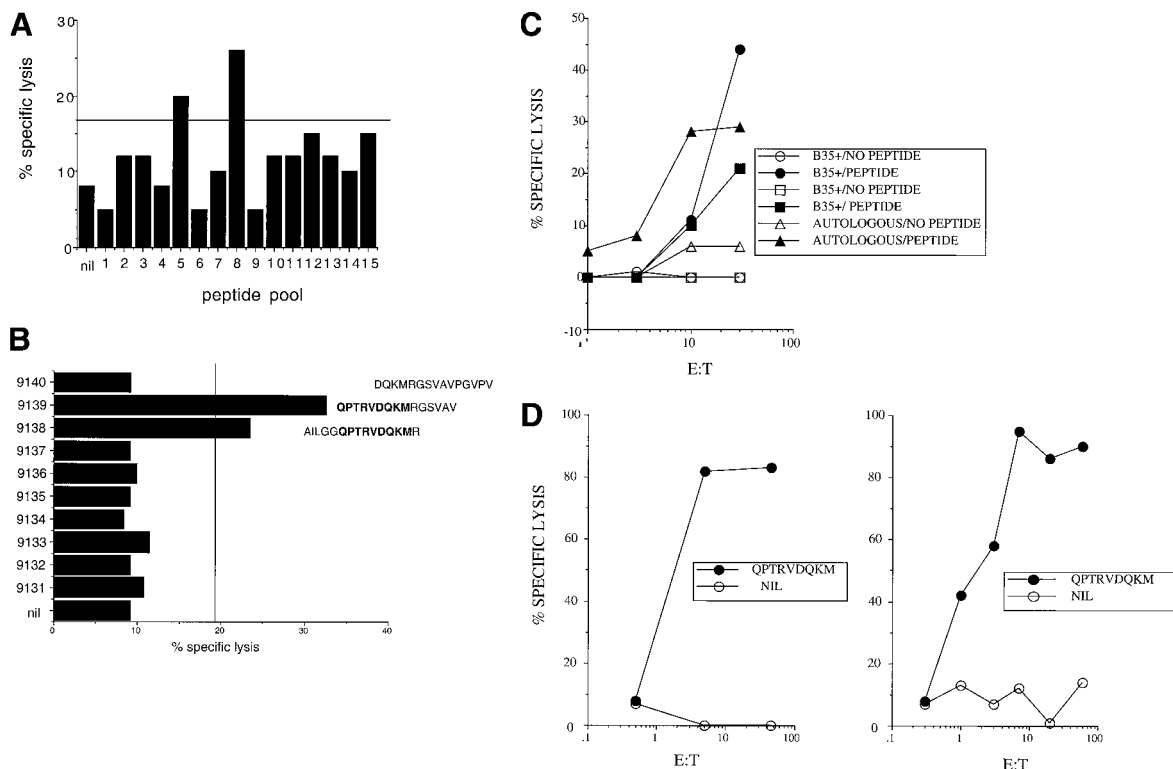 A
% specific lysis
30
20
10
0
nil 1 2 3 4 5 6 7 8 9 10 11 12 13 14 15
peptide pool
B
9140
9139
9138
9137
9136
9135
9134
9133
9132
9131
nil
DQKMRGSVAVPGVPV
QPTRVDQKMRGSVAV
AILGGQPTRVDQKMR
0 10 20 30 40
% specific lysis
C
% SPECIFIC LYSIS
50
40
30
20
10
0
-10
10 100
E:T
B35+/NO PEPTIDE
B35+/PEPTIDE
B35+/NO PEPTIDE
B35+/ PEPTIDE
AUTOLOGOUS/NO PEPTIDE
AUTOLOGOUS/PEPTIDE
D
% SPECIFIC LYSIS
100
80
60
40
20
0
.1 1 10 100
E:T
QPTRVDQKM
NIL
100
80
60
40
20
0
.1 1 10 100
E:T
QPTRVDQKM
NIL